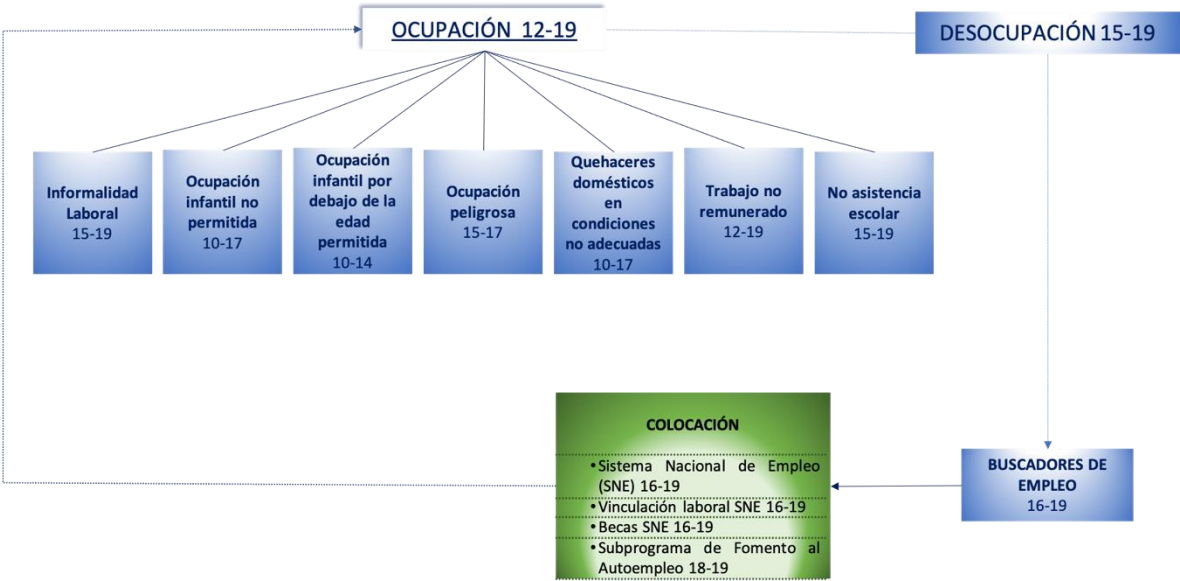 OCUPACIÓN 12-19
DESOCUPACIÓN 15-19
Informalidad
Laboral
15-19
Ocupación
infantil no
permitida
10-17
Ocupación
infantil por
debajo de la
edad
permitida
10-14
Ocupación
peligrosa
15-17
Quehaceres
domésticos
en
condiciones
no adecuadas
10-17
Trabajo no
remunerado
12-19
No asistencia
escolar
15-19
COLOCACIÓN
•Sistema Nacional de Empleo
(SNE) 16-19
•Vinculación laboral SNE 16-19
•Becas SNE 16-19
•Subprograma de Fomento al
Autoempleo 18-19
BUSCADORES DE
EMPLEO
16-19